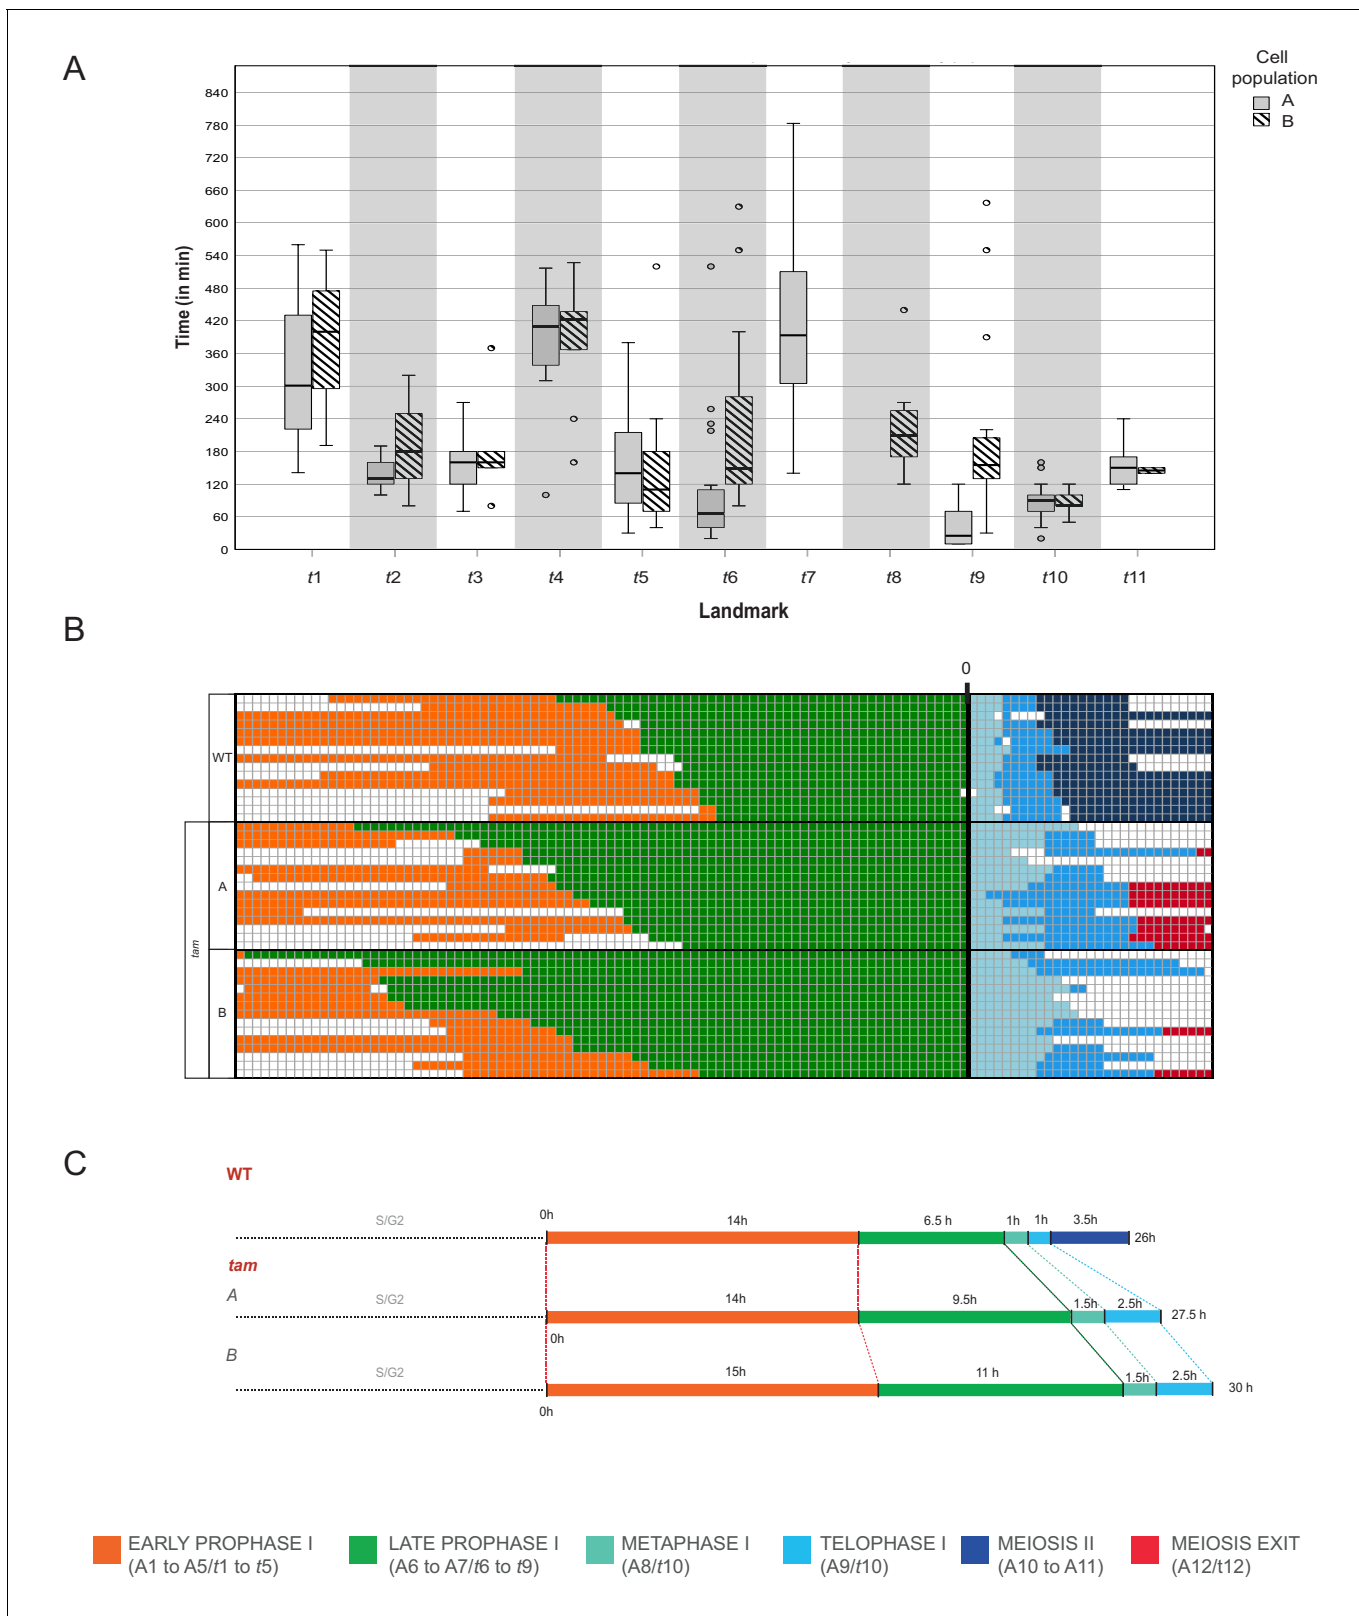 A
Cell
population
A
B
840
780
720
660
600
540
480
420
360
300
240
180
120
60
0
Time (in min)
t1 t2 t3 t4 t5 t6 t7 t8 t9 t10 t11
Landmark
B
0
WT
A
B
tam
C
WT
S/G2 0h 14h 6.5 h 1h 1h 3.5h 26h
tam
A
S/G2 0h 14h 9.5h 1.5h 2.5h 27.5 h
B
S/G2 0h 15h 11 h 1.5h 2.5h 30 h
EARLY PROPHASE I
(A1 to A5/t1 to t5)
LATE PROPHASE I
(A6 to A7/t6 to t9)
METAPHASE I
(A8/t10)
TELOPHASE I
(A9/t10)
MEIOSIS II
(A10 to A11)
MEIOSIS EXIT
(A12/t12)